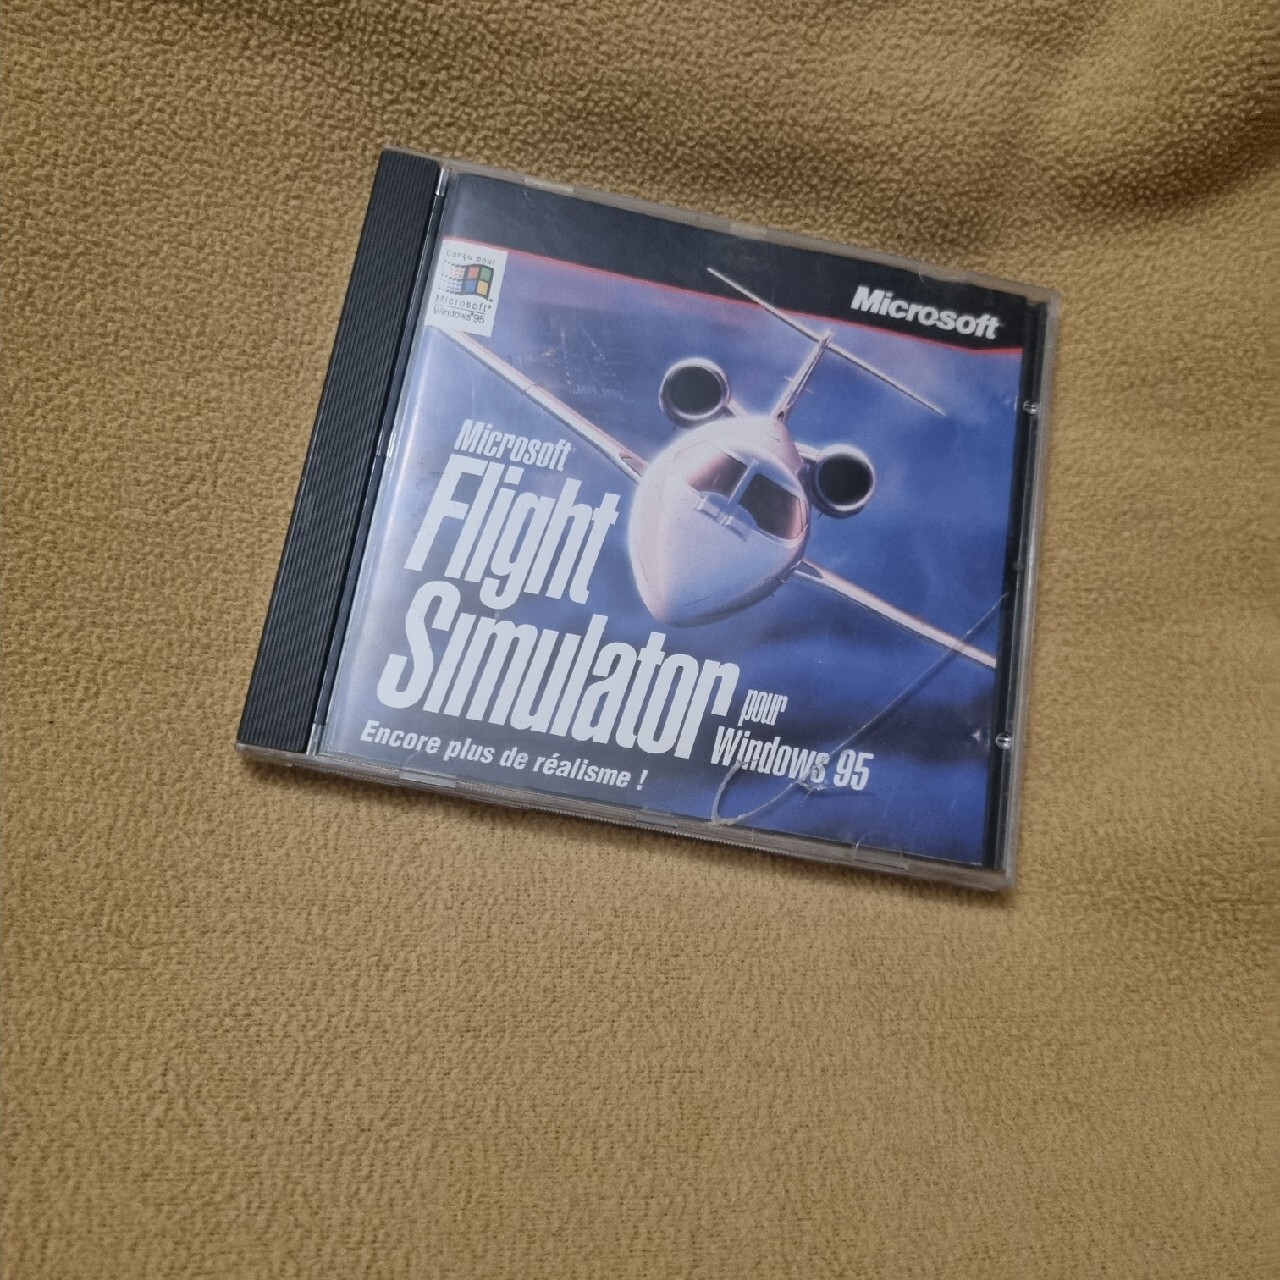 Conçu pour
Microsoft®
Windows®95
Microsoft
Microsoft
Flight
Simulator
pour
Windows 95
Encore plus de réalisme !